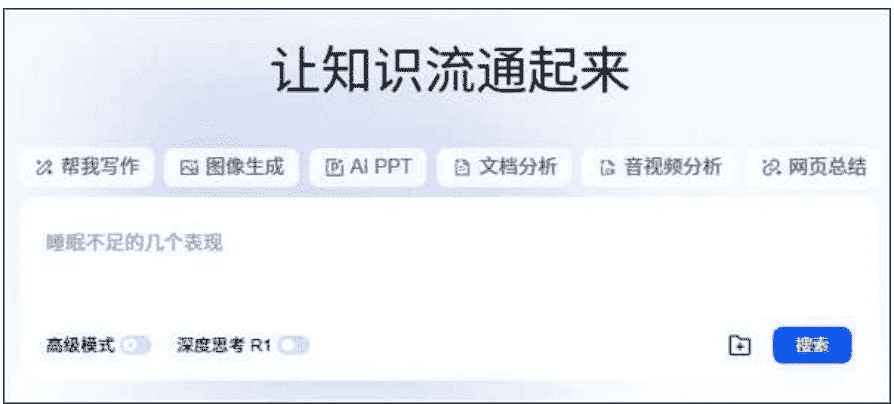 让知识流通起来
帮我写作 图像生成 AI PPT 文档分析 音视频分析 网页总结
睡眠不足的几个表现
高级模式 深度思考 R1 搜索